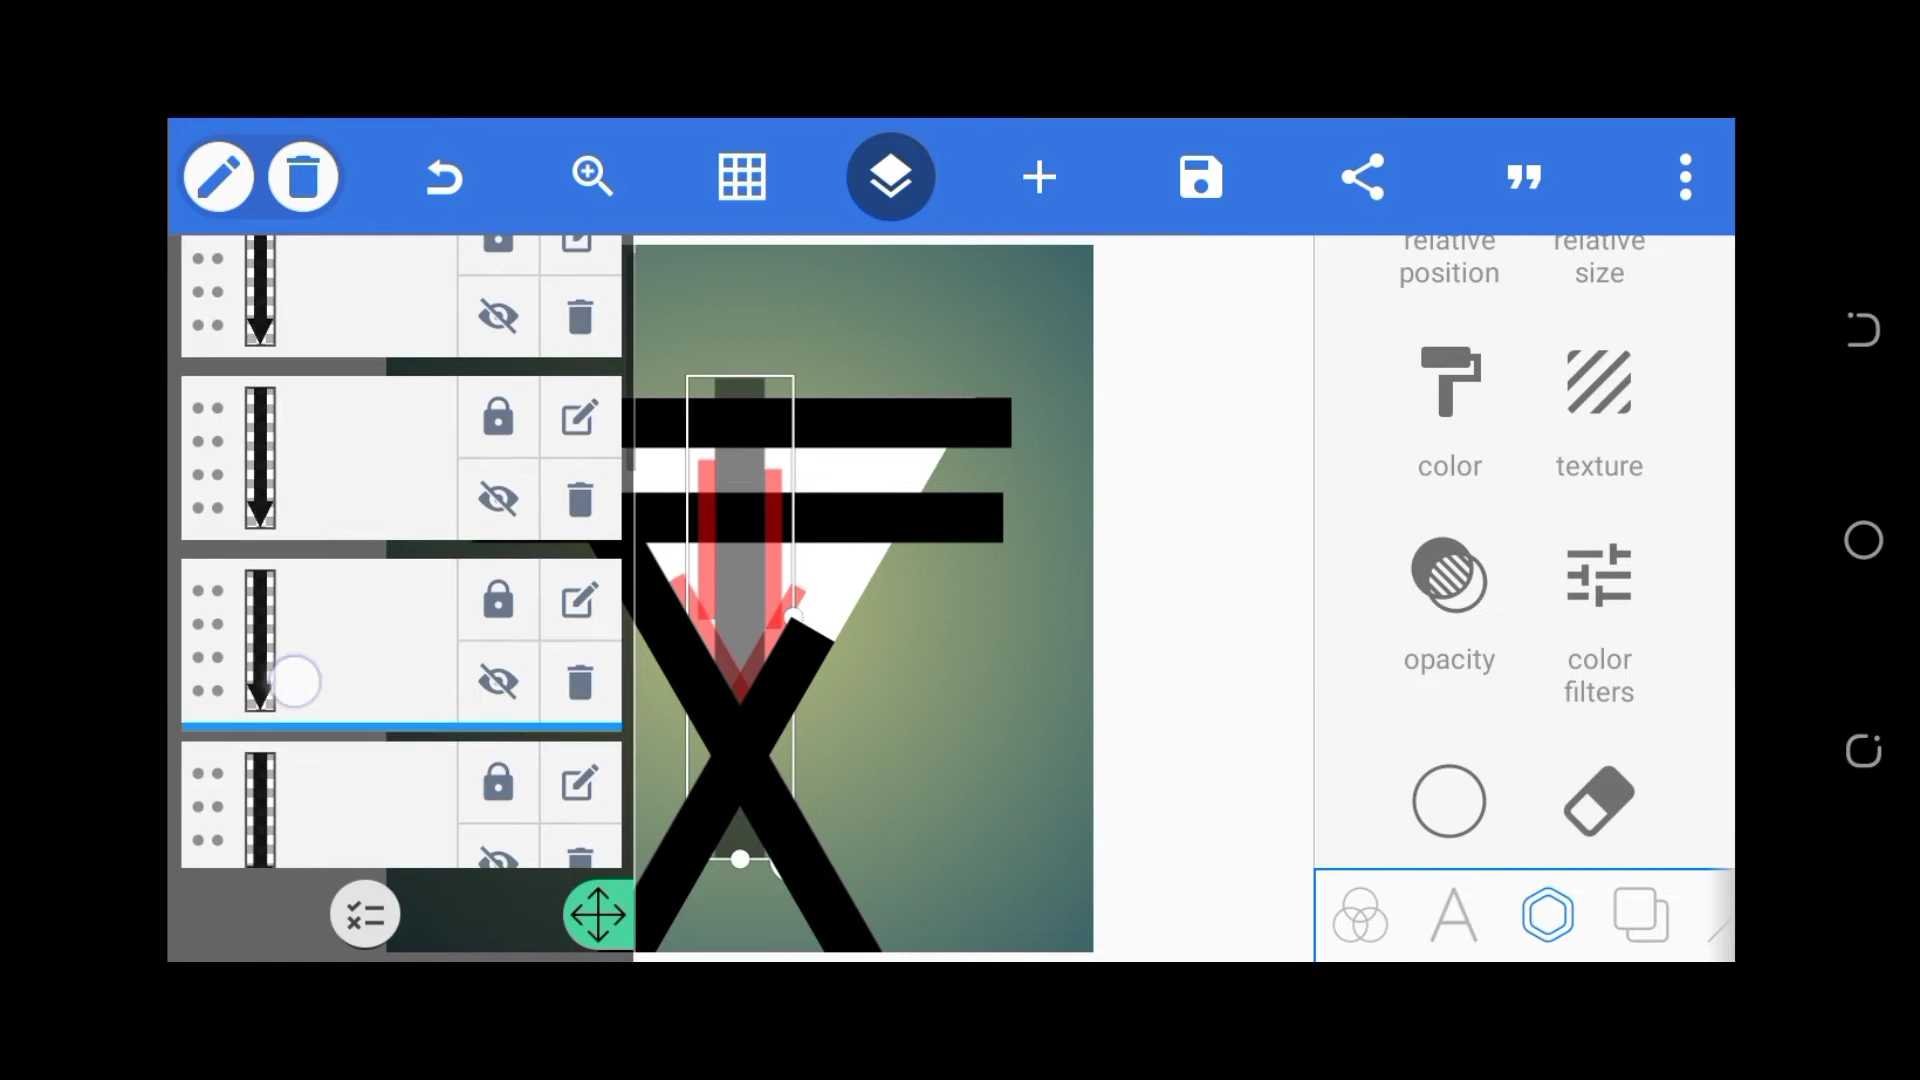 relative
position
relative
size
color
texture
opacity
color
filters